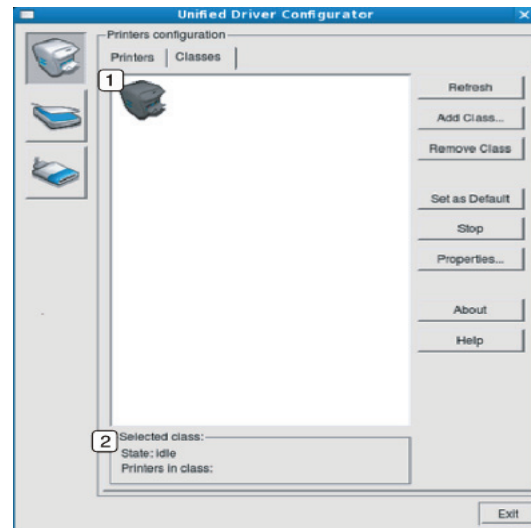 Unified Driver Configurator
Printers configuration
Printers Classes
1
Refresh
Add Class...
Remove Class
Set as Default
Stop
Properties...
About
Help
2
Selected class:
State: idle
Printers in class:
Exit